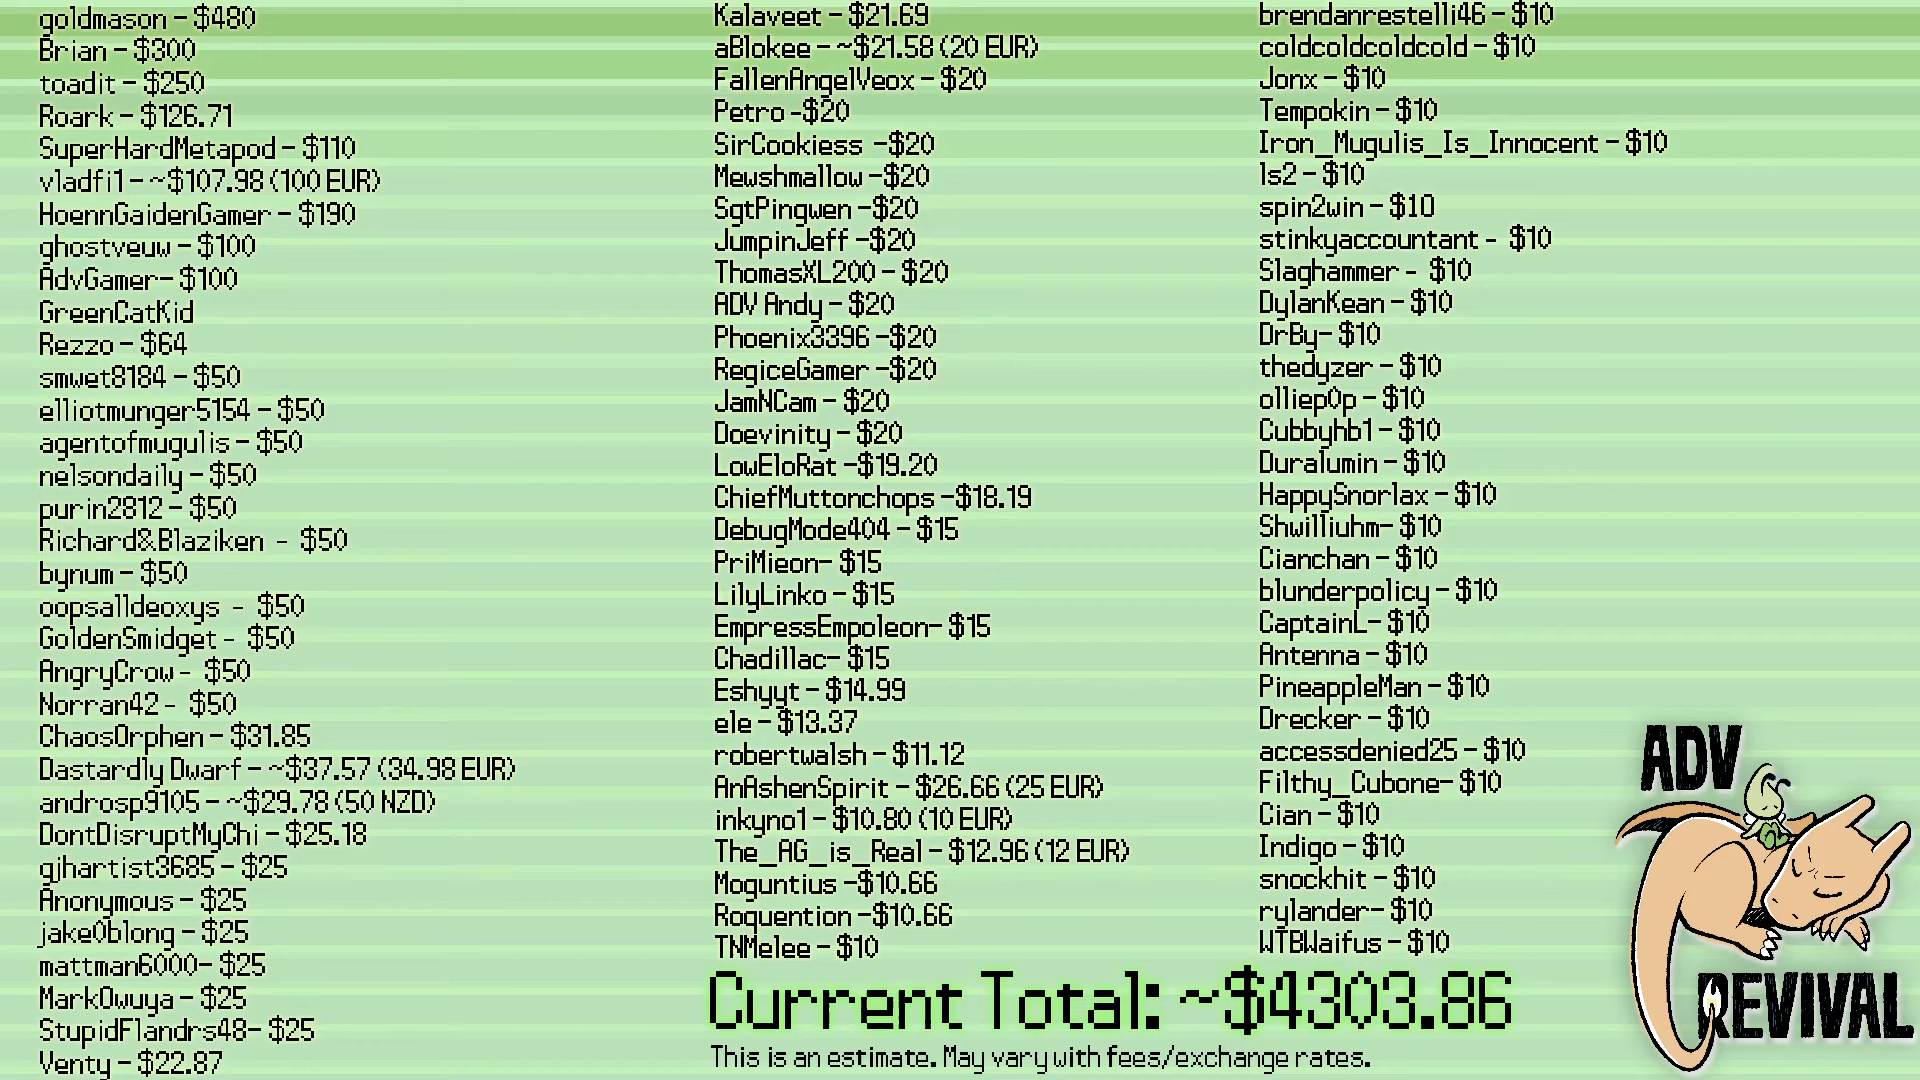 goldmason - $480
Brian - $300
toadit - $250
Roark - $126.71
SuperHardMetapod - $110
vladfi1 - ~$107.98 (100 EUR)
HoennGaidenGamer - $190
ghostveuw - $100
AdvGamer- $100
GreenCatKid
Rezzo - $64
smwet8184 - $50
elliotmunger5154 - $50
agentofmugulis - $50
nelsondaily - $50
purin2812 - $50
Richard&Blaziken - $50
bynum - $50
oopsalldeoxys - $50
GoldenSmidget - $50
AngryCrow - $50
Norran42 - $50
ChaosOrphen - $31.85
Dastardly Dwarf - ~$37.57 (34.98 EUR)
androsp9105 - ~$29.78 (50 NZD)
DontDisruptMyChi - $25.18
gjhartist3685 - $25
Anonymous - $25
jake0blong - $25
mattman6000- $25
MarkOwuya - $25
StupidFlandrs48- $25
Venty - $22.87
Kalaveet - $21.69
aBlokee - ~$21.58 (20 EUR)
FallenAngelVeox - $20
Petro -$20
SirCookiess -$20
Mewshmallow -$20
SgtPingwen -$20
JumpinJeff -$20
ThomasXL200 - $20
ADV Andy - $20
Phoenix3396 -$20
RegiceGamer -$20
JamNCam - $20
Doevinity - $20
LowEloRat -$19.20
ChiefMuttonchops -$18.19
DebugMode404 - $15
PriMieon- $15
LilyLinko - $15
EmpressEmpoleon- $15
Chadillac- $15
Eshyyt - $14.99
ele - $13.37
robertwalsh - $11.12
AnAshenSpirit - $26.66 (25 EUR)
inkyno1 - $10.80 (10 EUR)
The_AG_is_Real - $12.96 (12 EUR)
Moguntius -$10.66
Roquention -$10.66
TNMelee - $10
brendanrestelli46 - $10
coldcoldcoldcold - $10
Jonx - $10
Tempokin - $10
Iron_Mugulis_Is_Innocent - $10
ls2 - $10
spin2win - $10
stinkyaccountant - $10
Slaghammer - $10
DylanKean - $10
DrBy- $10
thedyzer - $10
olliep0p - $10
Cubbyhb1 - $10
Duralumin - $10
HappySnorlax - $10
Shwilliuhm- $10
Cianchan - $10
blunderpolicy - $10
CaptainL- $10
Antenna - $10
PineappleMan - $10
Drecker - $10
accessdenied25 - $10
Filthy_Cubone- $10
Cian - $10
Indigo - $10
snockhit - $10
rylander- $10
WTBWaifus - $10
Current Total: ~$4303.86
This is an estimate. May vary with fees/exchange rates.
ADV
REVIVAL